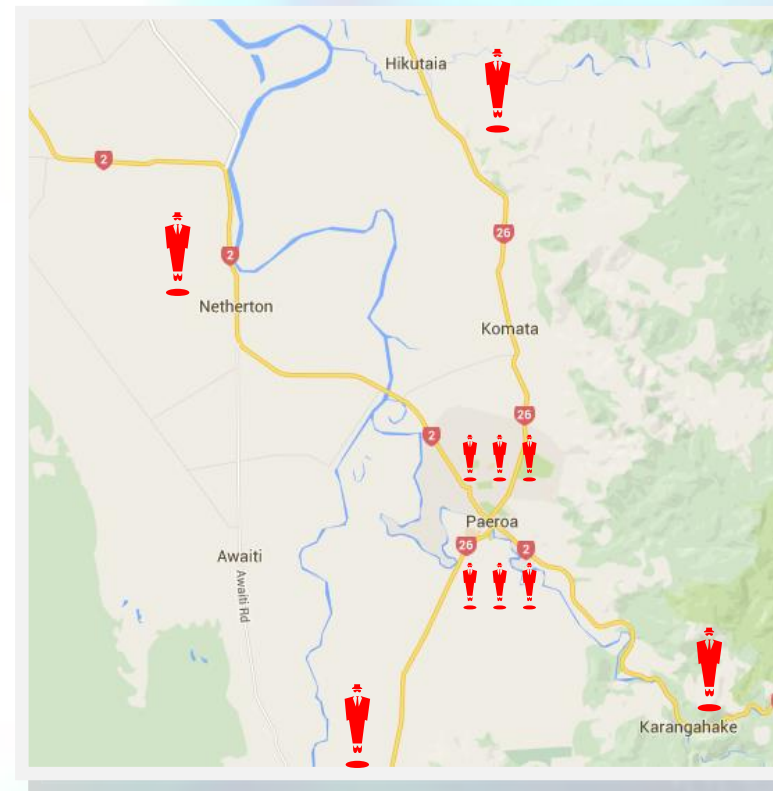 Hikutaia
2
26
2
Netherton
Komata
26
2
Paeroa
26
2
Awaiti
Awaiti Rd
Karangahake